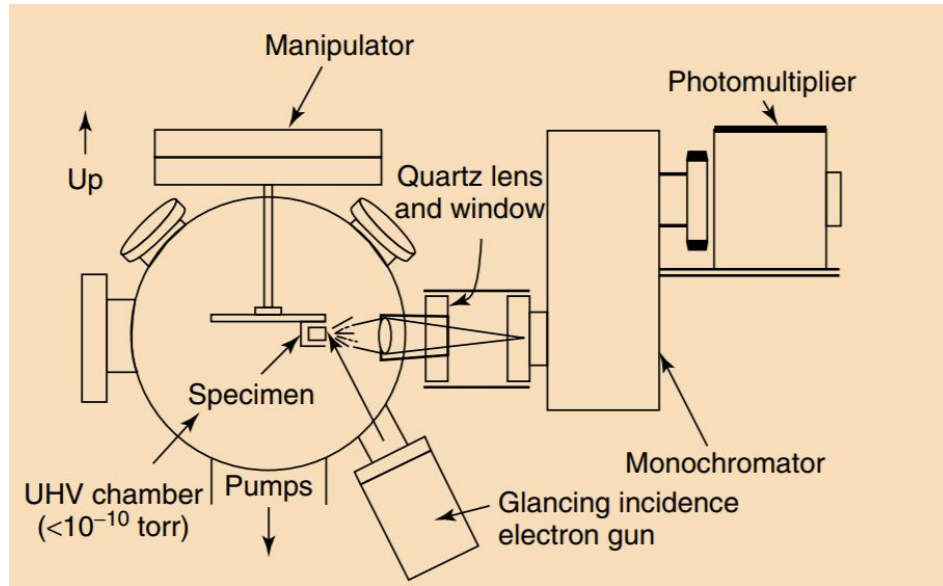 Manipulator
Photomultiplier
Up
Quartz lens
and window
Specimen
UHV chamber
(<10⁻¹⁰ torr)
Pumps
Monochromator
Glancing incidence
electron gun